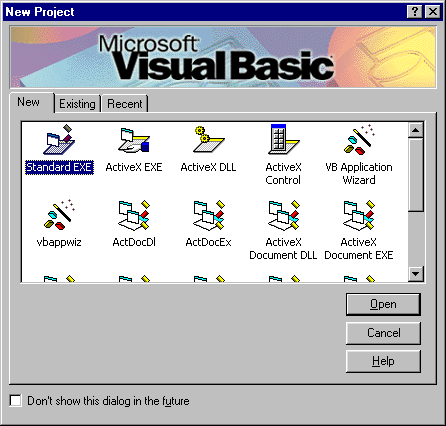 New Project
Microsoft
Visual Basic
New Existing Recent
Standard EXE
ActiveX EXE
ActiveX DLL
ActiveX
Control
VB Application
Wizard
vbappwiz
ActDocDl
ActDocEx
ActiveX
Document DLL
ActiveX
Document EXE
Open
Cancel
Help
Don't show this dialog in the future